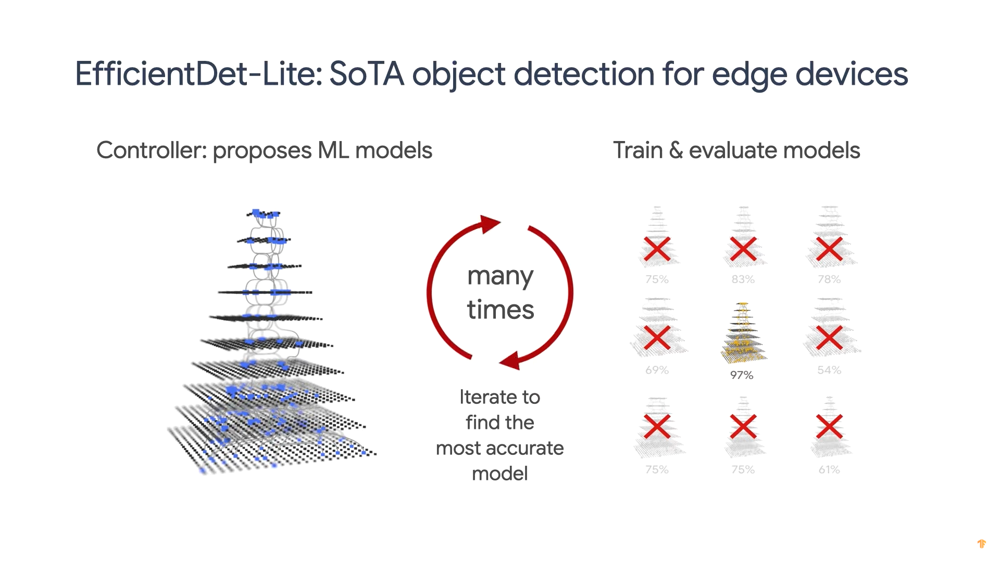 EfficientDet-Lite: SoTA object detection for edge devices
Controller: proposes ML models
Train & evaluate models
many
times
Iterate to
find the
most accurate
model
75%
83%
78%
69%
97%
54%
75%
75%
61%